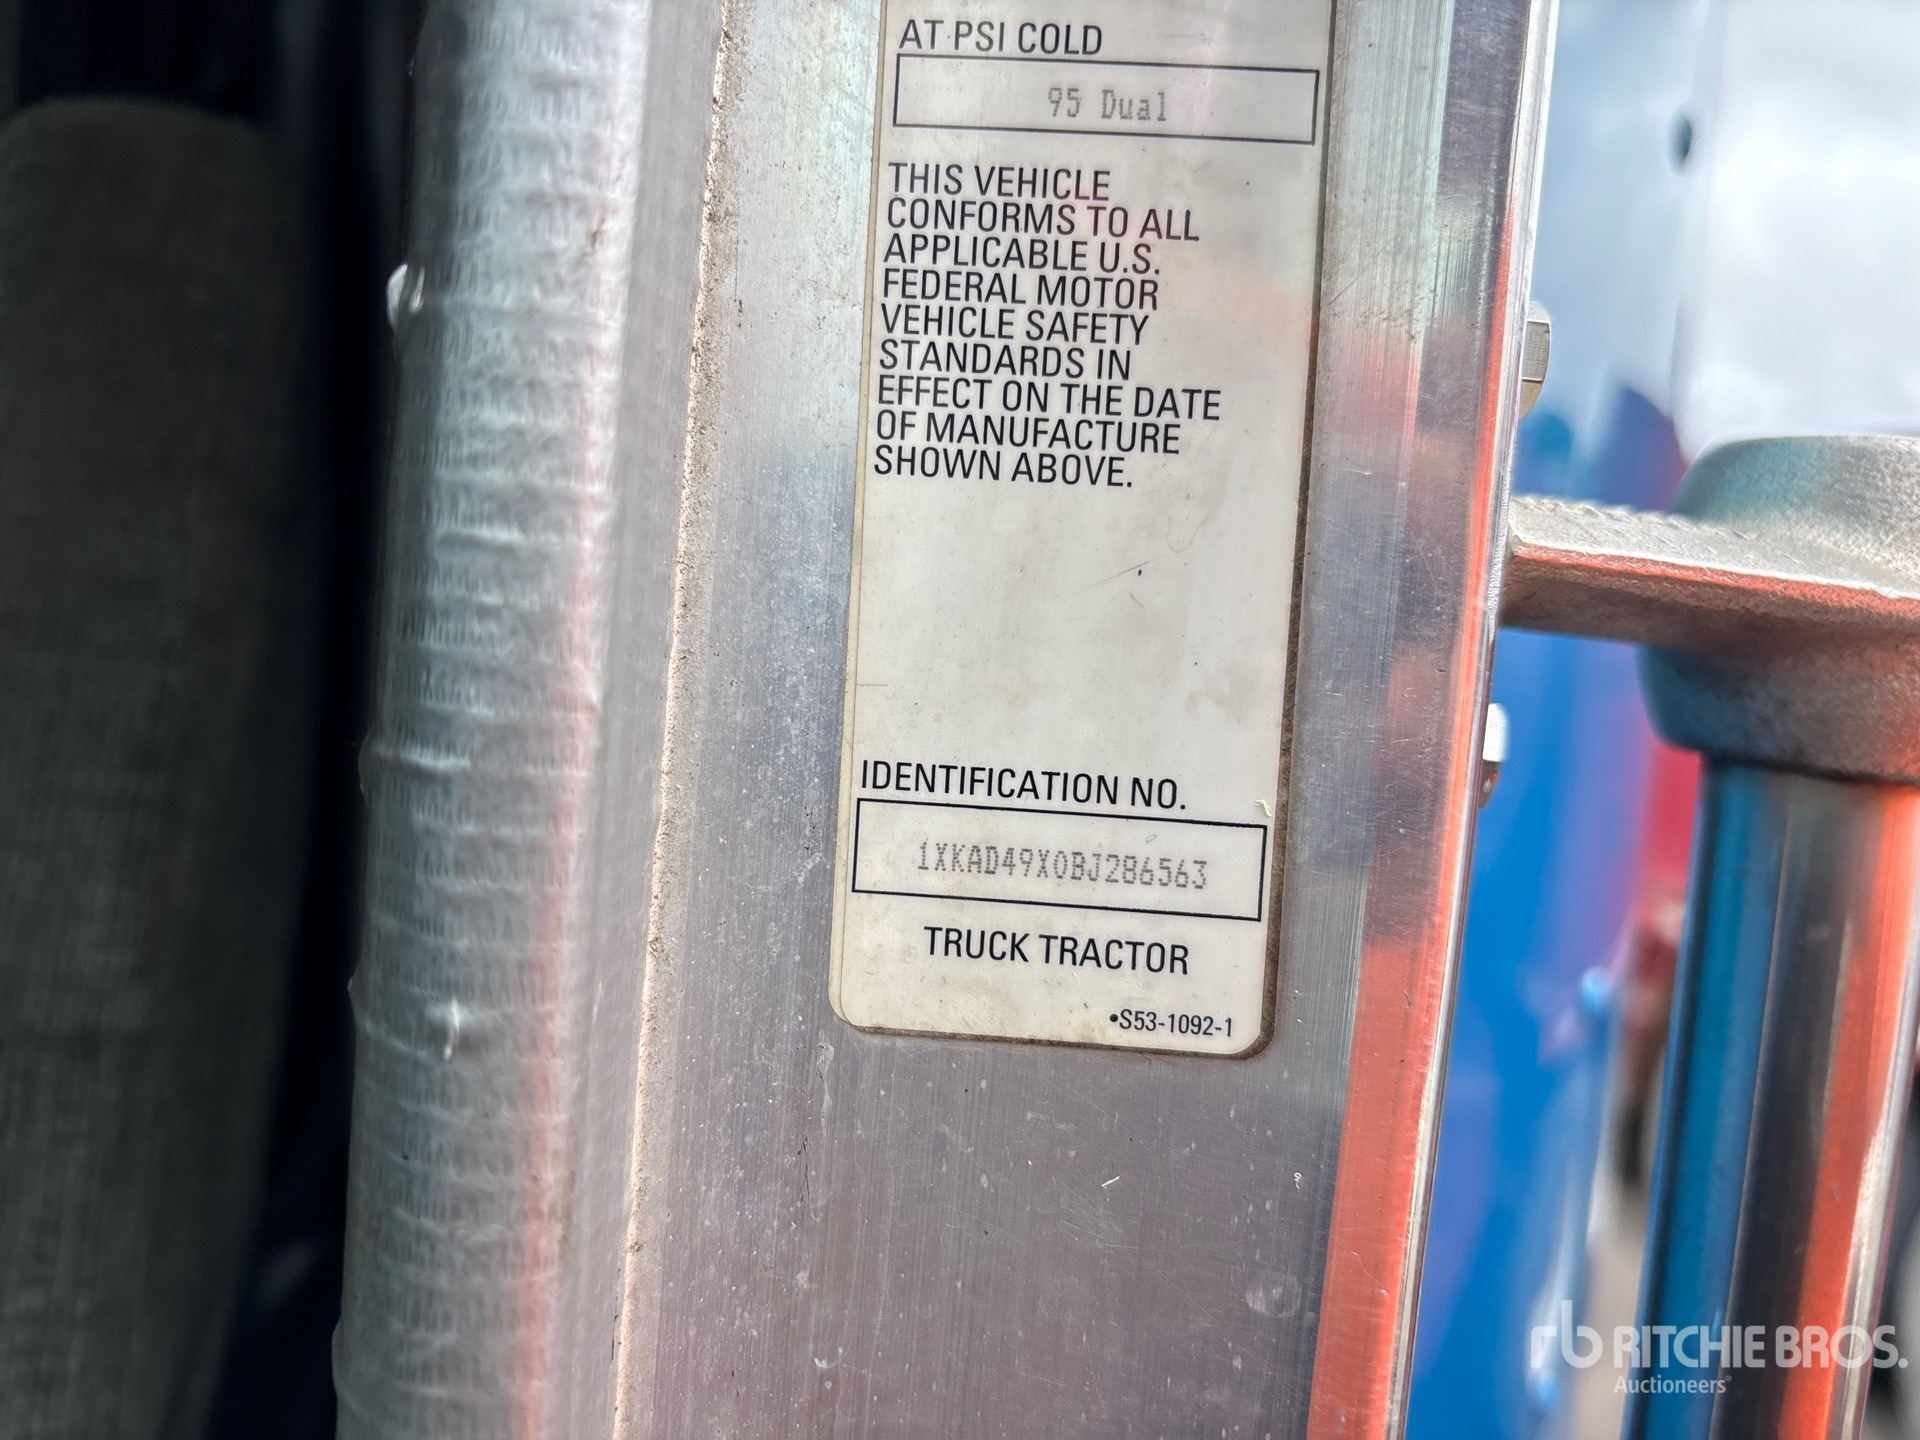 AT PSI COLD
95 Dual
THIS VEHICLE
CONFORMS TO ALL
APPLICABLE U.S.
FEDERAL MOTOR
VEHICLE SAFETY
STANDARDS IN
EFFECT ON THE DATE
OF MANUFACTURE
SHOWN ABOVE.
IDENTIFICATION NO.
1XKAD49X0BJ286563
TRUCK TRACTOR
•S53-1092-1
rb RITCHIE BROS.
Auctioneers